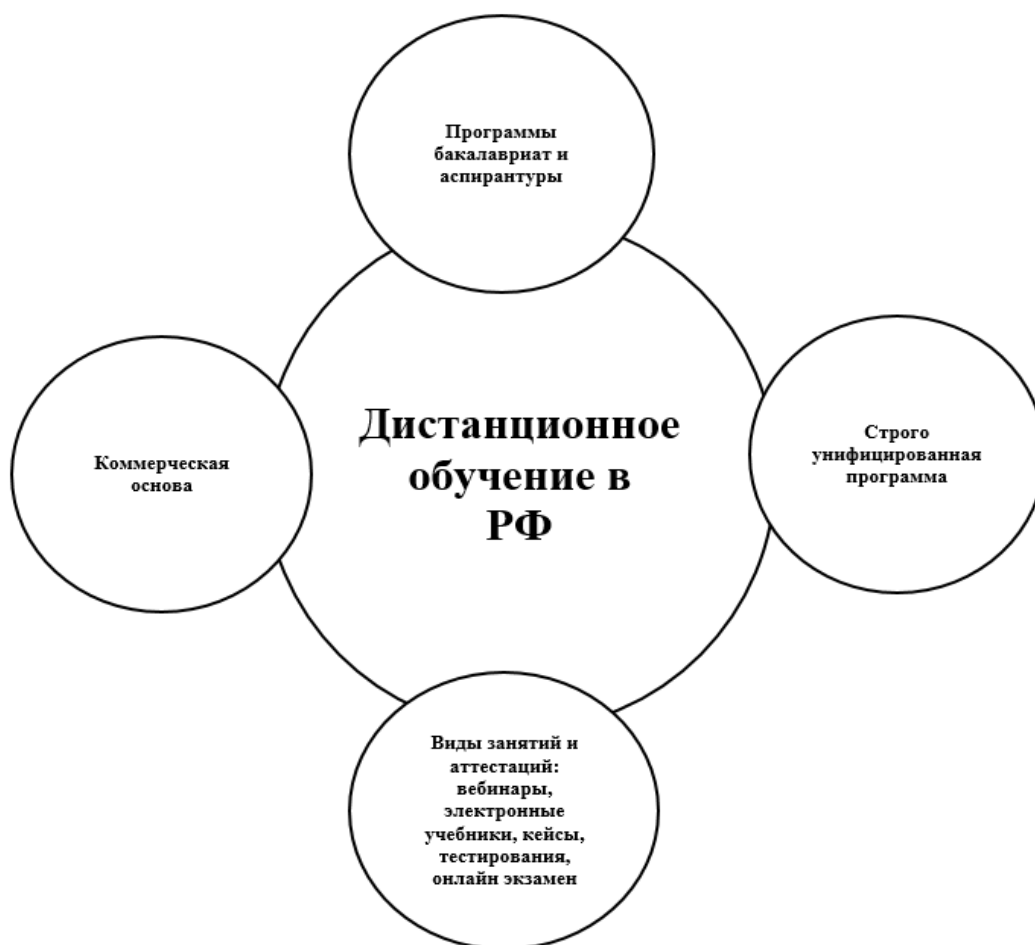 Программы
бакалавриат и
аспирантуры
Строго
унифицированная
программа
Дистанционное
обучение в
РФ
Коммерческая
основа
Виды занятий и
аттестаций:
вебинары,
электронные
учебники, кейсы,
тестирования,
онлайн экзамен